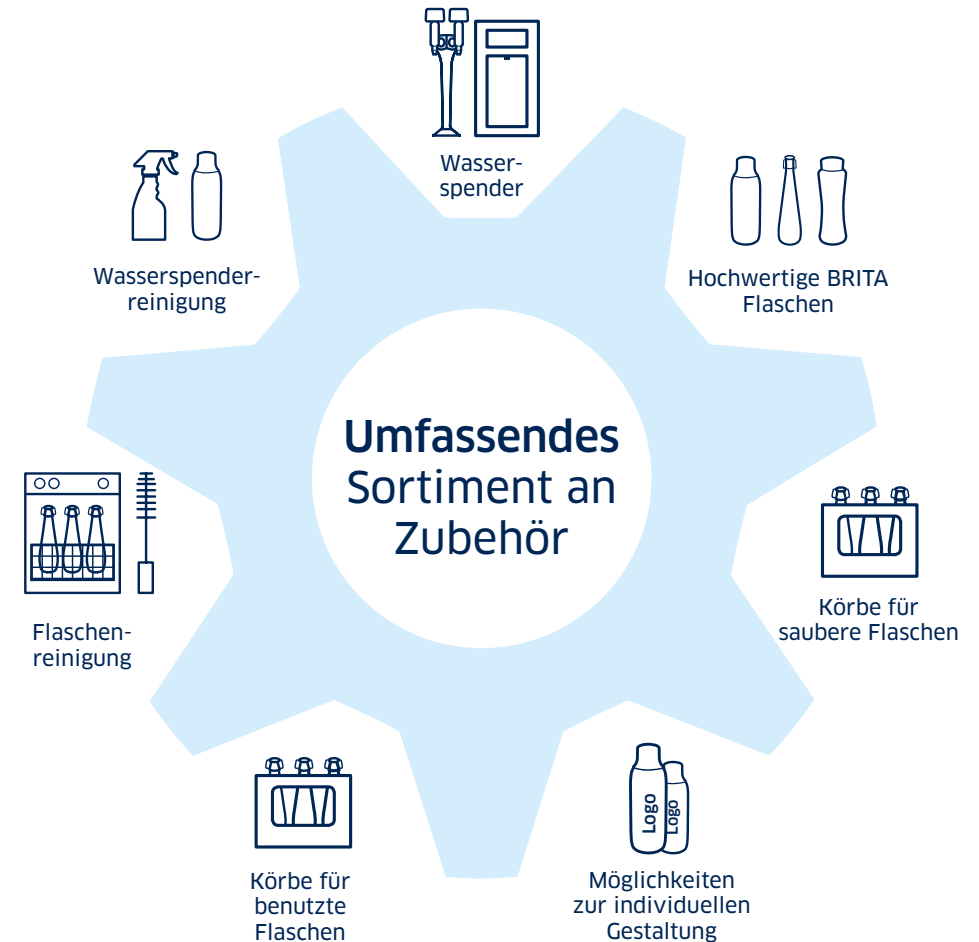 Wasser-
spender
Hochwertige BRITA
Flaschen
Körbe für
saubere Flaschen
Logo
Logo
Möglichkeiten
zur individuellen
Gestaltung
Körbe für
benutzte
Flaschen
Flaschen-
reinigung
Wasserspender-
reinigung
Umfassendes
Sortiment an
Zubehör